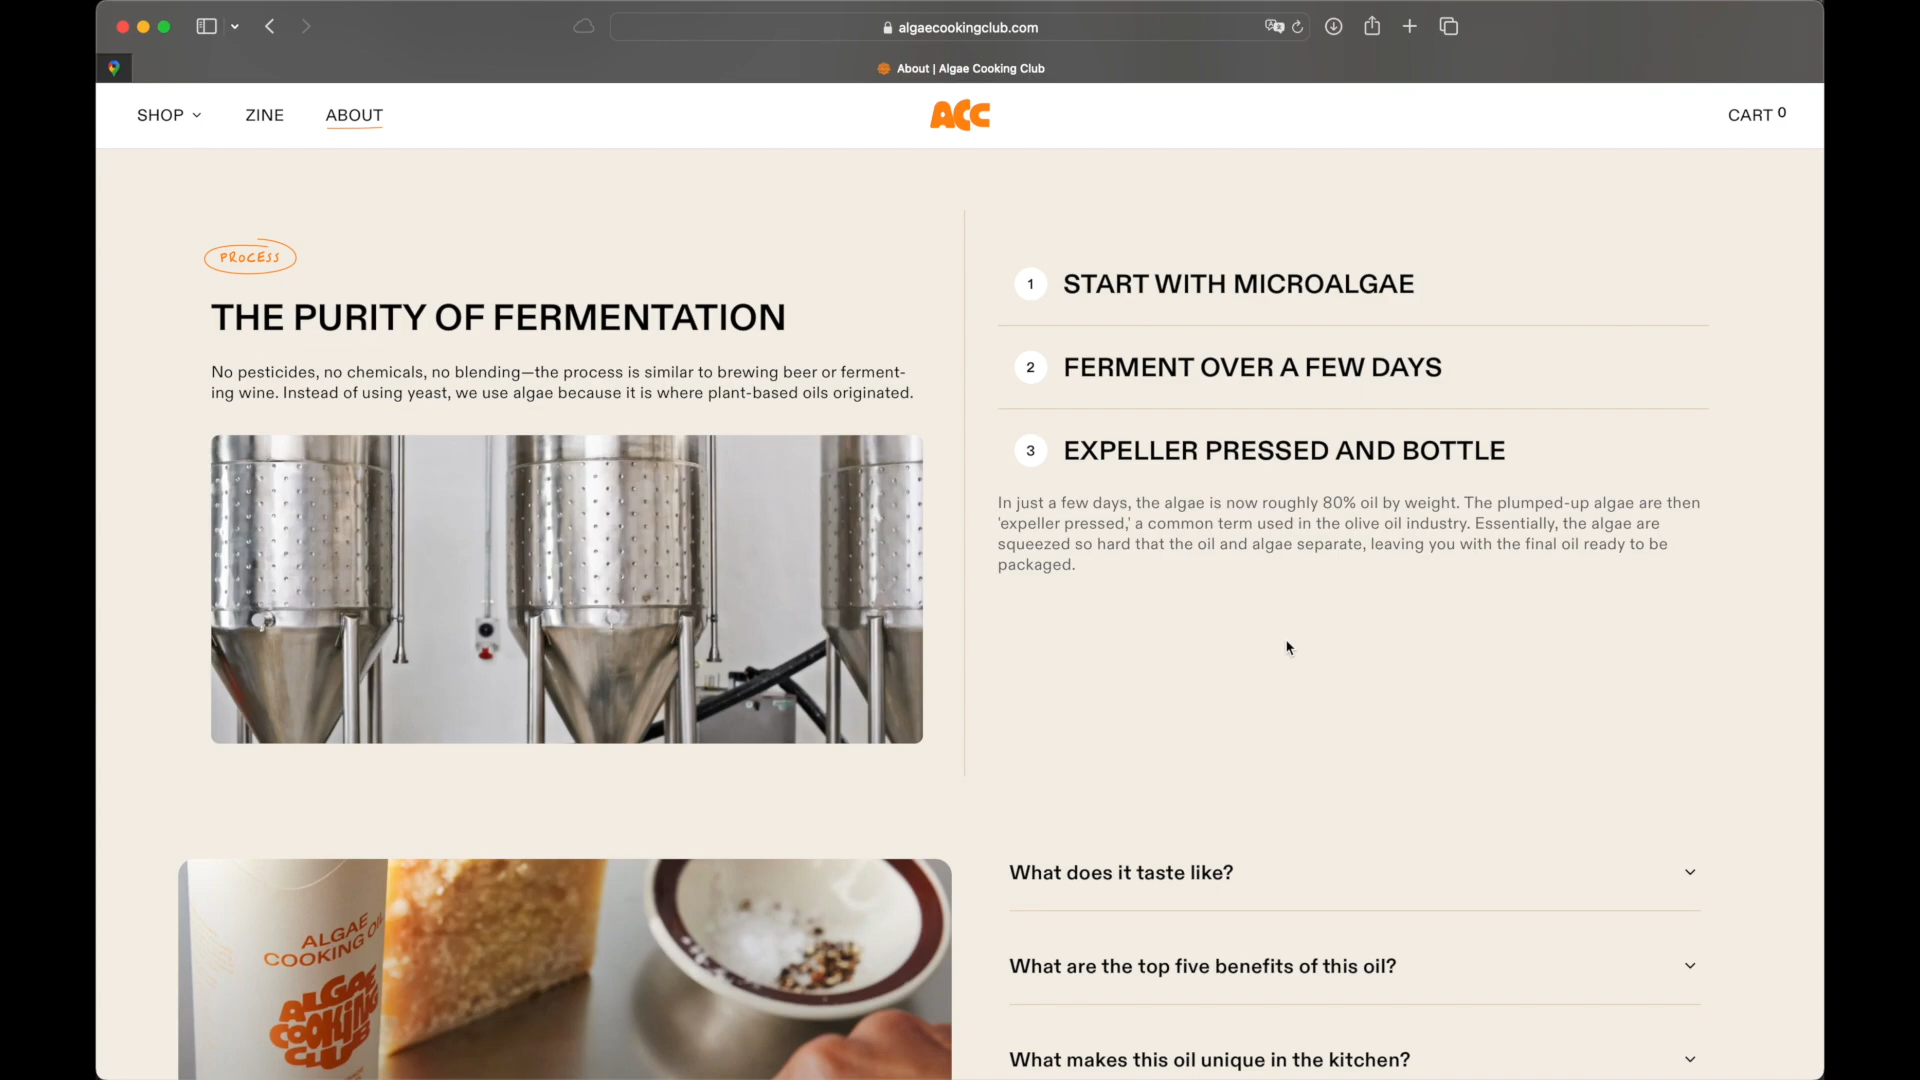 algaecookingclub.com
About | Algae Cooking Club
SHOP
ZINE
ABOUT
ACC
CART 0
PROCESS
THE PURITY OF FERMENTATION
No pesticides, no chemicals, no blending—the process is similar to brewing beer or ferment-
ing wine. Instead of using yeast, we use algae because it is where plant-based oils originated.
1 START WITH MICROALGAE
2 FERMENT OVER A FEW DAYS
3 EXPELLER PRESSED AND BOTTLE
In just a few days, the algae is now roughly 80% oil by weight. The plumped-up algae are then
'expeller pressed,' a common term used in the olive oil industry. Essentially, the algae are
squeezed so hard that the oil and algae separate, leaving you with the final oil ready to be
packaged.
ALGAE
COOKING OIL
ALGAE
COOKING
CLUB
What does it taste like?
What are the top five benefits of this oil?
What makes this oil unique in the kitchen?